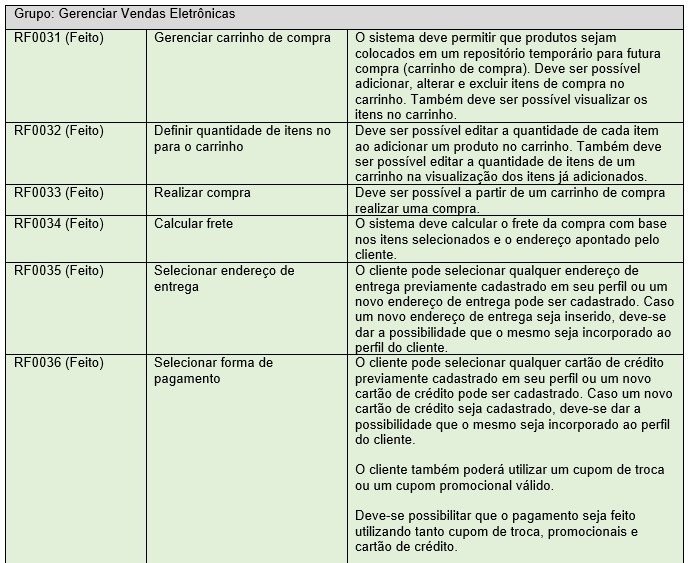 Grupo: Gerenciar Vendas Eletrônicas
RF0031 (Feito)
Gerenciar carrinho de compra
O sistema deve permitir que produtos sejam
colocados em um repositório temporário para futura
compra (carrinho de compra). Deve ser possível
adicionar, alterar e excluir itens de compra no
carrinho. Também deve ser possível visualizar os
itens no carrinho.
RF0032 (Feito)
Definir quantidade de itens no
para o carrinho
Deve ser possível editar a quantidade de cada item
ao adicionar um produto no carrinho. Também deve
ser possível editar a quantidade de itens de um
carrinho na visualização dos itens já adicionados.
RF0033 (Feito)
Realizar compra
Deve ser possível a partir de um carrinho de compra
realizar uma compra.
RF0034 (Feito)
Calcular frete
O sistema deve calcular o frete da compra com base
nos itens selecionados e o endereço apontado pelo
cliente.
RF0035 (Feito)
Selecionar endereço de
entrega
O cliente pode selecionar qualquer endereço de
entrega previamente cadastrado em seu perfil ou um
novo endereço de entrega pode ser cadastrado. Caso
um novo endereço de entrega seja inserido, deve-se
dar a possibilidade que o mesmo seja incorporado ao
perfil do cliente.
RF0036 (Feito)
Selecionar forma de
pagamento
O cliente pode selecionar qualquer cartão de crédito
previamente cadastrado em seu perfil ou um novo
cartão de crédito pode ser cadastrado. Caso um novo
cartão de crédito seja cadastrado, deve-se dar a
possibilidade que o mesmo seja incorporado ao perfil
do cliente.
O cliente também poderá utilizar um cupom de troca
ou um cupom promocional válido.
Deve-se possibilitar que o pagamento seja feito
utilizando tanto cupom de troca, promocionais e
cartão de crédito.